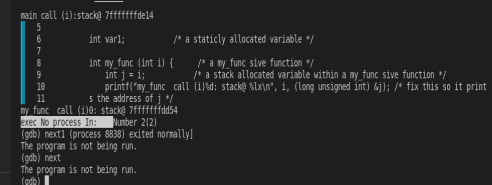 main call (i):stack@ 7fffffffde14
5
6 int var1; /* a staticly allocated variable */
7
8 int my_func (int i) { /* a my_func sive function */
9 int j = i; /* a stack allocated variable within a my_func sive function */
10 printf("my_func call (i)%d: stack@ %lx\n", i, (long unsigned int) &j); /* fix this so it print
11 s the address of j */
my_func call (i)0: stack@ 7fffffffdd54
exec No process In: Number 2(2)
(gdb) next1 (process 8838) exited normally]
The program is not being run.
(gdb) next
The program is not being run.
(gdb)